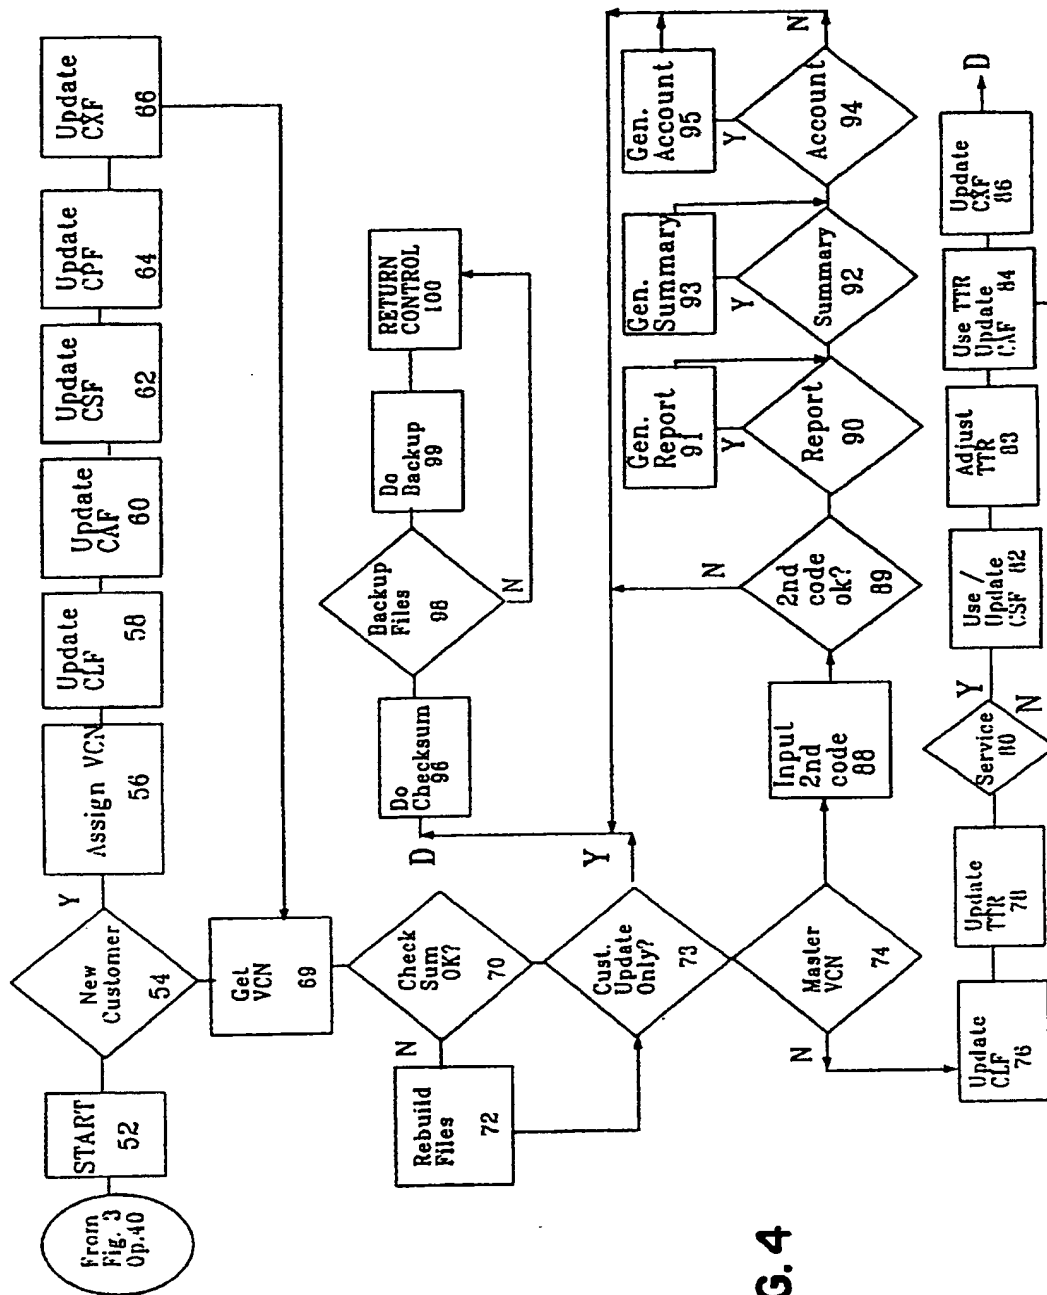 From
Fig. 3
Op.40
START
52
New
Customer
54
Y
Assign VCN
56
Update
CLF
58
Update
CAF
60
Update
CSF
62
Update
CPF
64
Update
CXF
66
Get
VCN
69
Check
Sum
OK?
70
N
Rebuild
Files
72
Cust.
Update
Only?
73
Y
D
Do
Checksum
96
Backup
Files
98
N
Do
Backup
99
RETURN
CONTROL
100
Master
VCN
74
N
Input
2nd
code
88
2nd
code
ok?
89
N
Report
90
Y
Gen.
Report
91
Summary
92
Y
Gen.
Summary
93
Account
94
Y
N
Gen.
Account
95
Update
CLF
76
Update
TTR
78
Service
80
Y
N
Use /
Update
CSF
82
Adjust
TTR
83
Use TTR
Update
CAF
84
Update
CXF
86
D
G. 4